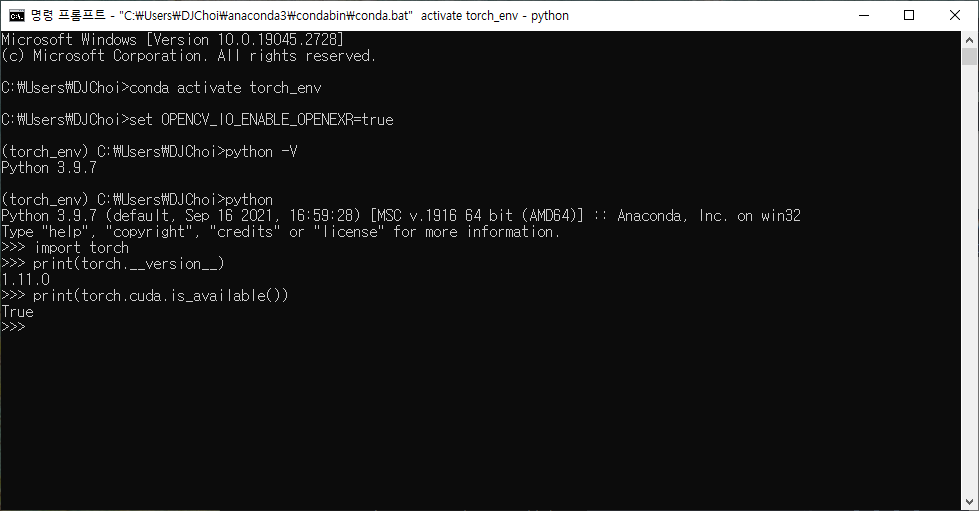 명령 프롬프트 - "C:₩Users₩DJChoi₩anaconda3₩condabin₩conda.bat"  activate torch_env - python
Microsoft Windows [Version 10.0.19045.2728]
(c) Microsoft Corporation. All rights reserved.
C:₩Users₩DJChoi>conda activate torch_env
C:₩Users₩DJChoi>set OPENCV_IO_ENABLE_OPENEXR=true
(torch_env) C:₩Users₩DJChoi>python -V
Python 3.9.7
(torch_env) C:₩Users₩DJChoi>python
Python 3.9.7 (default, Sep 16 2021, 16:59:28) [MSC v.1916 64 bit (AMD64)] :: Anaconda, Inc. on win32
Type "help", "copyright", "credits" or "license" for more information.
>>> import torch
>>> print(torch.__version__)
1.11.0
>>> print(torch.cuda.is_available())
True
>>>